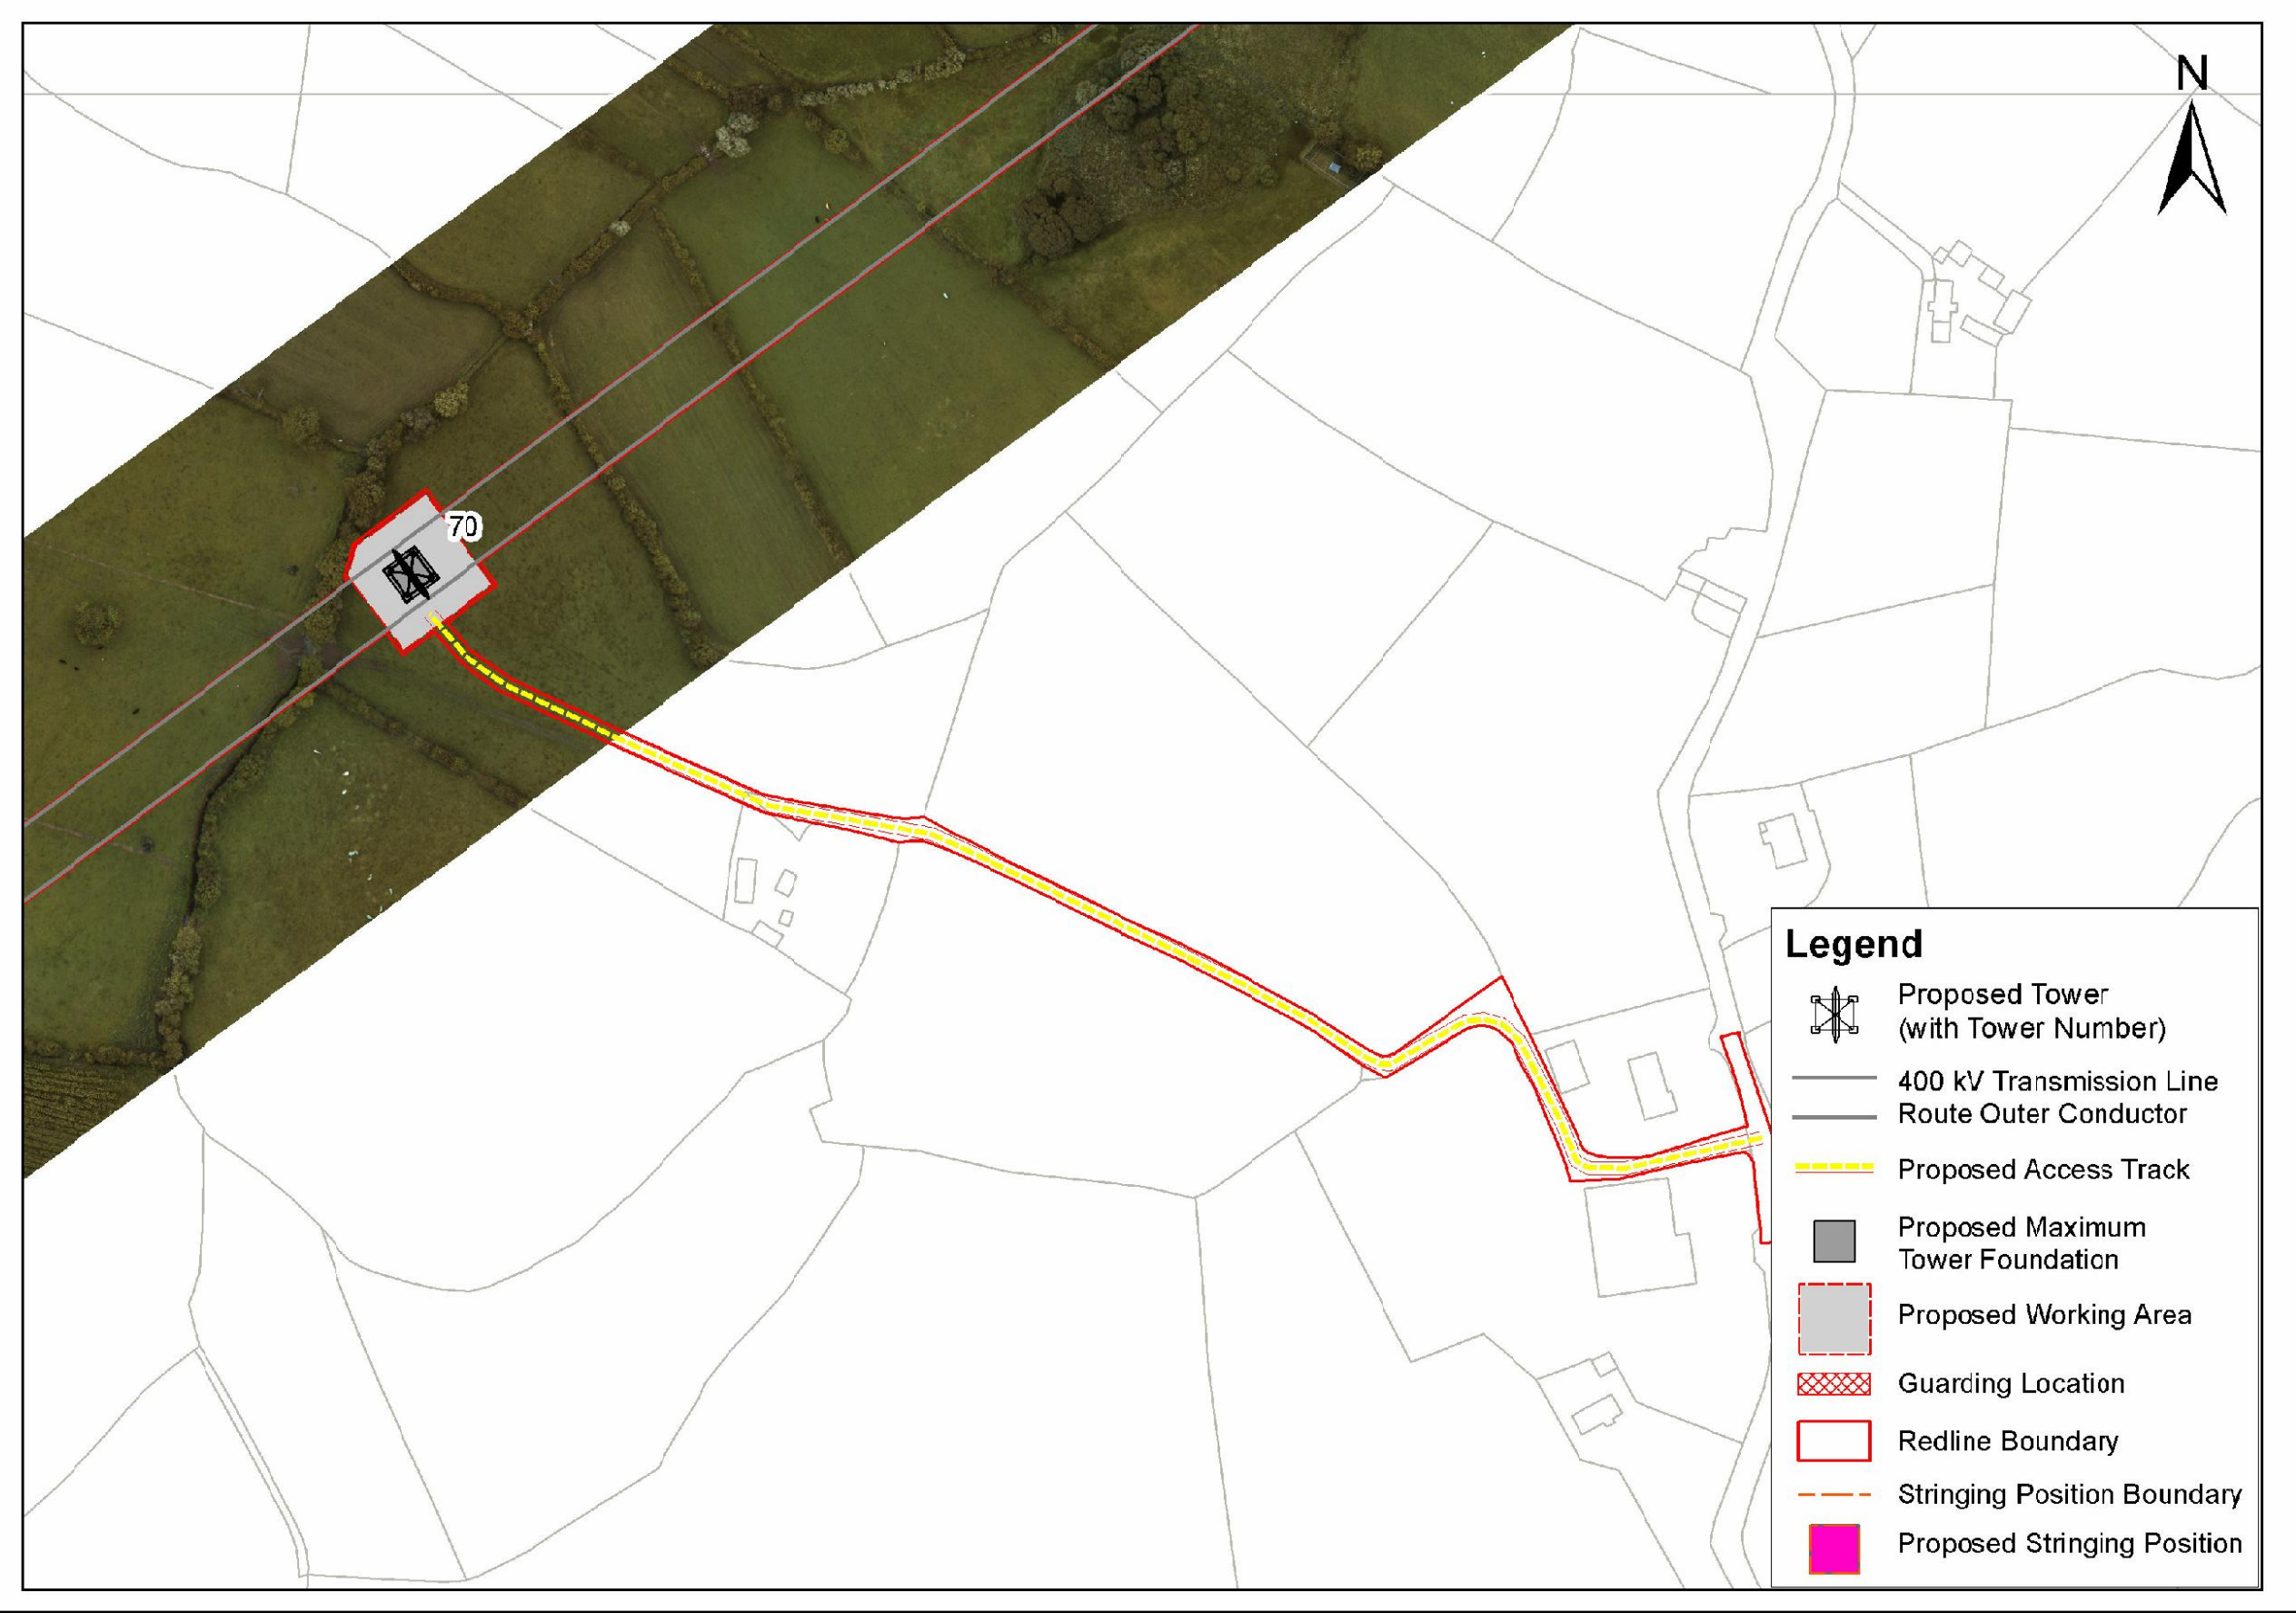 N
70
Legend
Proposed Tower
(with Tower Number)
400 kV Transmission Line
Route Outer Conductor
Proposed Access Track
Proposed Maximum
Tower Foundation
Proposed Working Area
Guarding Location
Redline Boundary
Stringing Position Boundary
Proposed Stringing Position